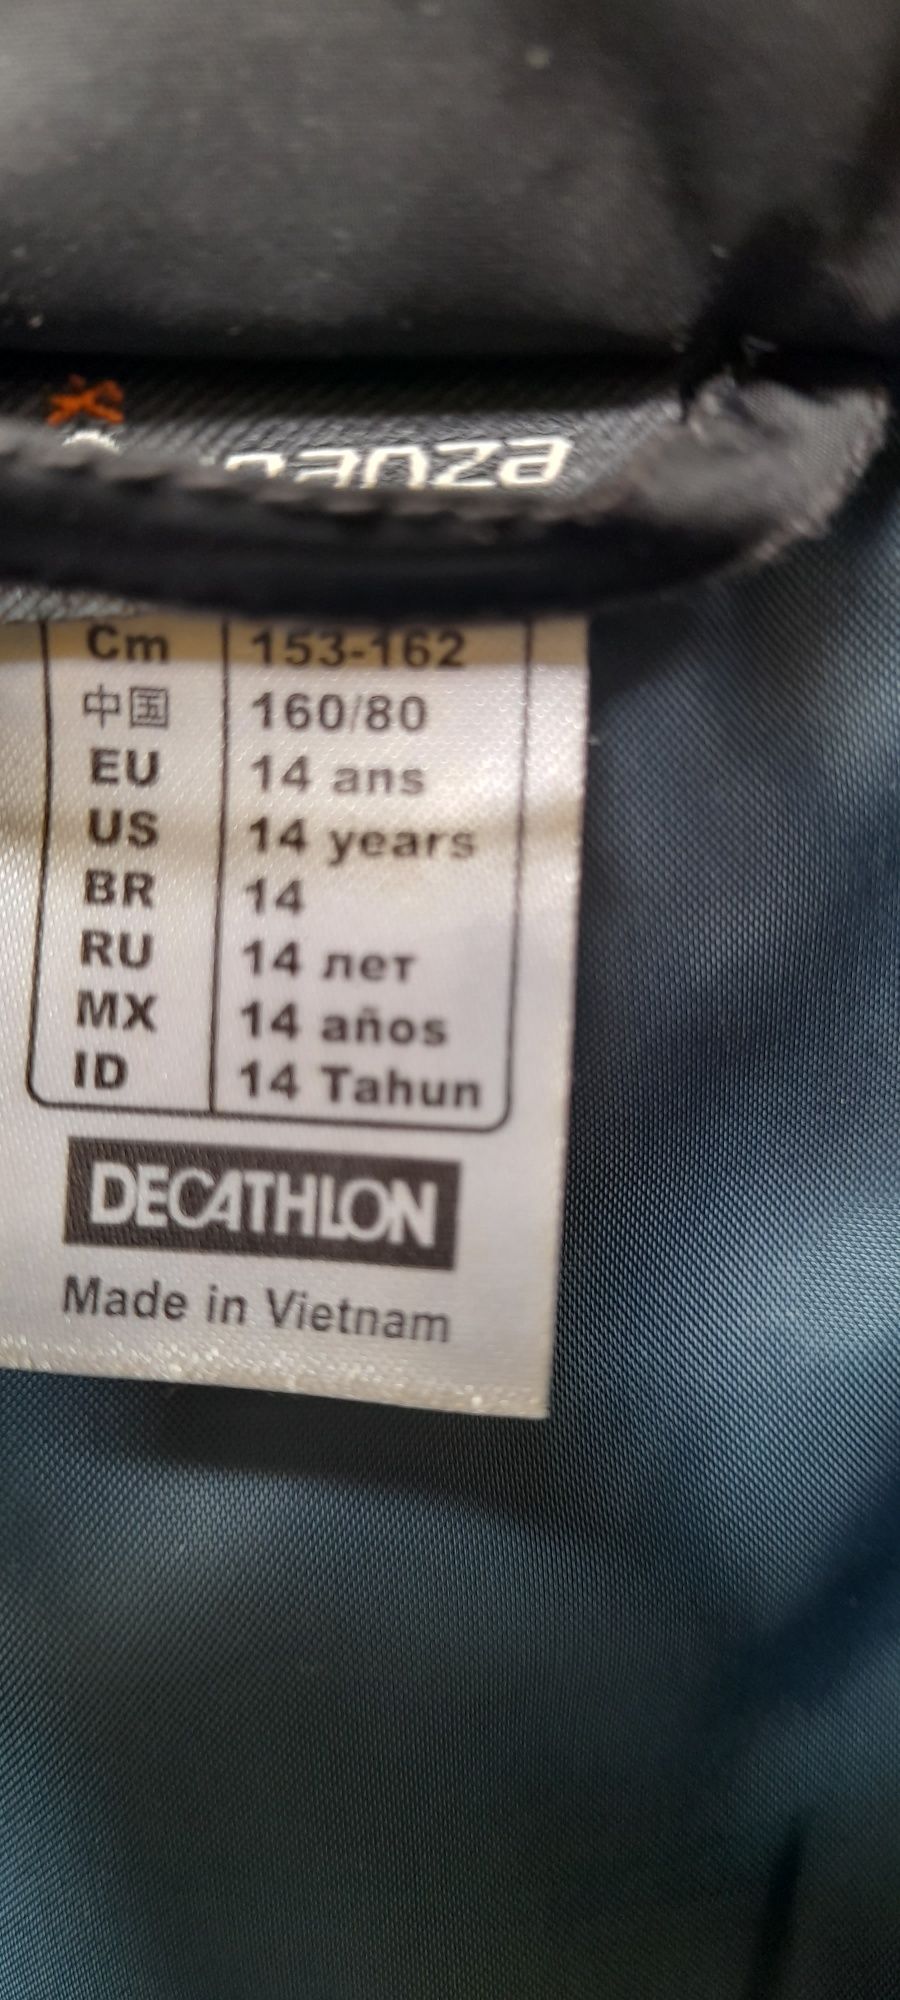 Cm 153-162
中国 160/80
EU 14 ans
US 14 years
BR 14
RU 14 лет
MX 14 años
ID 14 Tahun
DECATHLON
Made in Vietnam